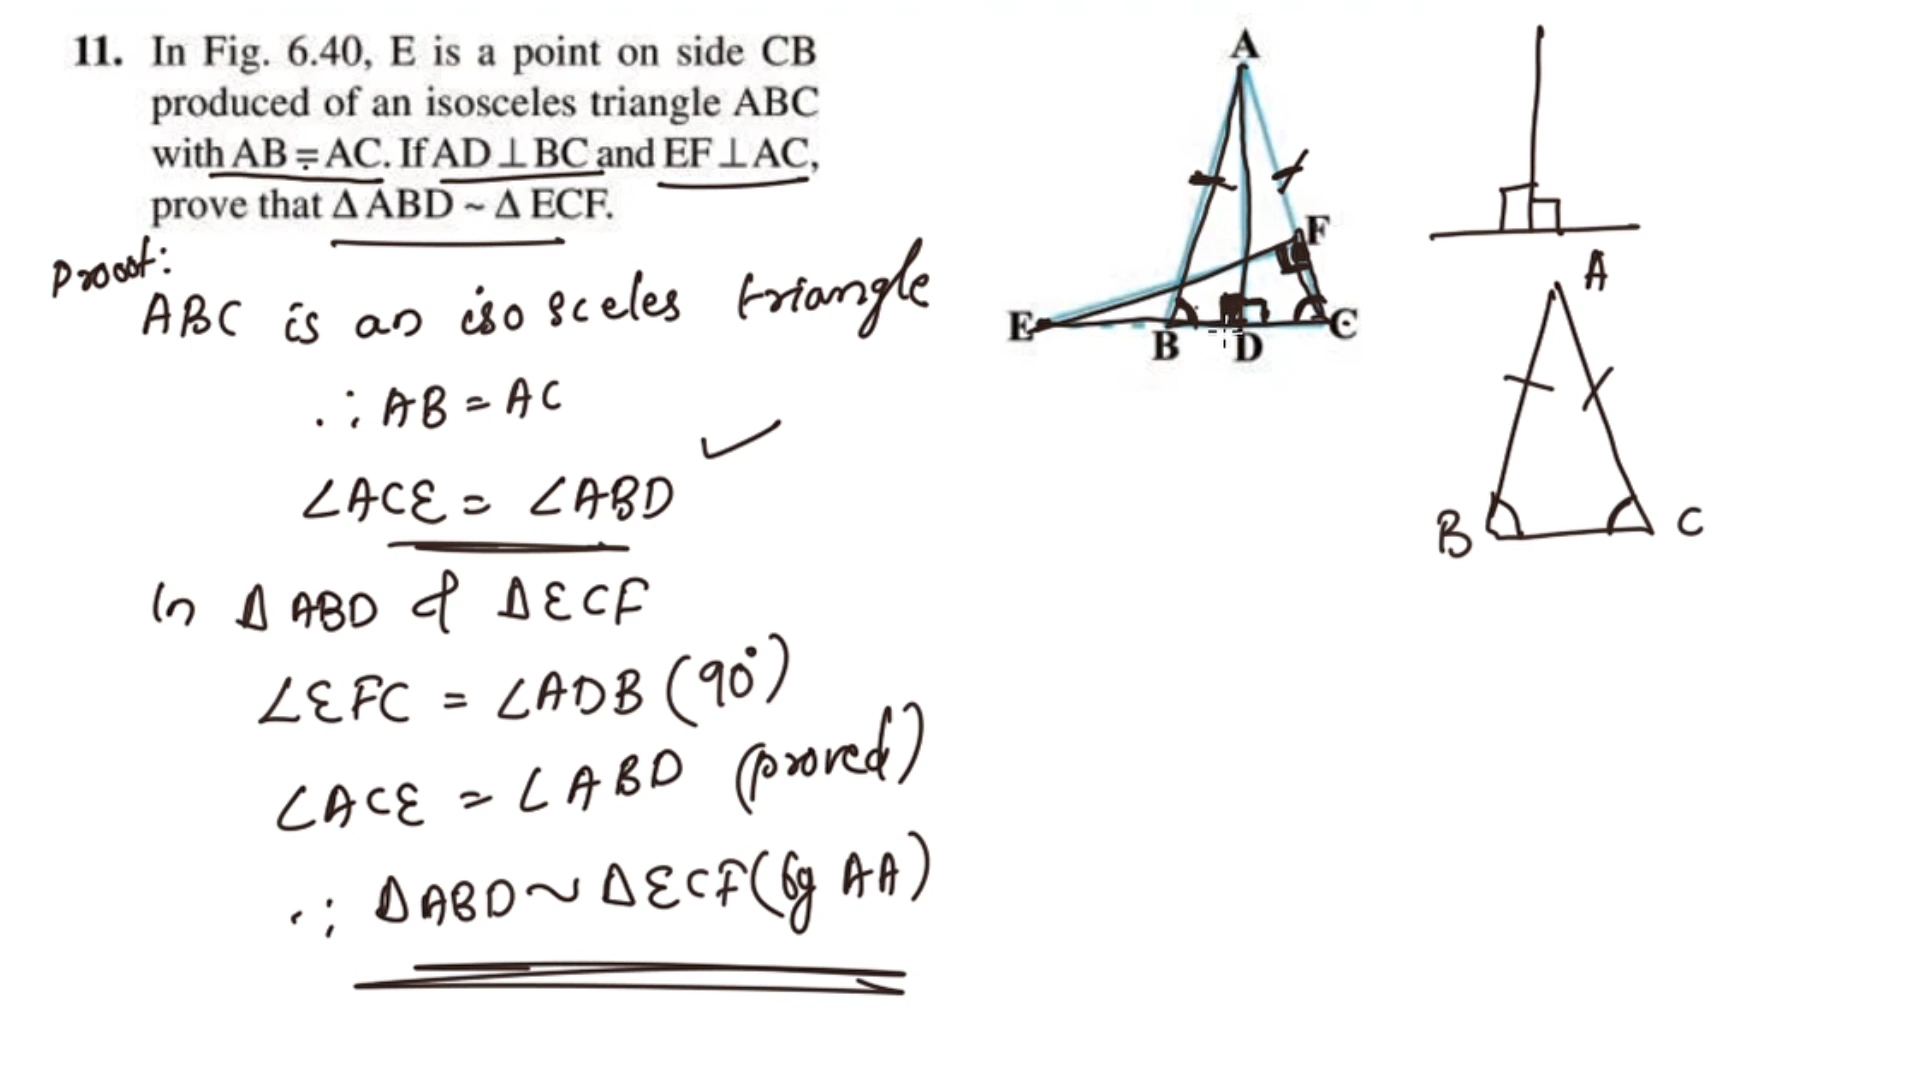 11. In Fig. 6.40, E is a point on side CB
produced of an isosceles triangle ABC
with AB = AC. If AD ⊥ BC and EF ⊥ AC,
prove that Δ ABD ~ Δ ECF.
Proof:
ABC is an isosceles triangle
∴ AB = AC
∠ACE = ∠ABD
In Δ ABD & Δ ECF
∠EFC = ∠ADB (90°)
∠ACE = ∠ABD (proved)
∴ ΔABD ~ ΔECF (by AA)
A
F
E
B
D
C
A
B
C